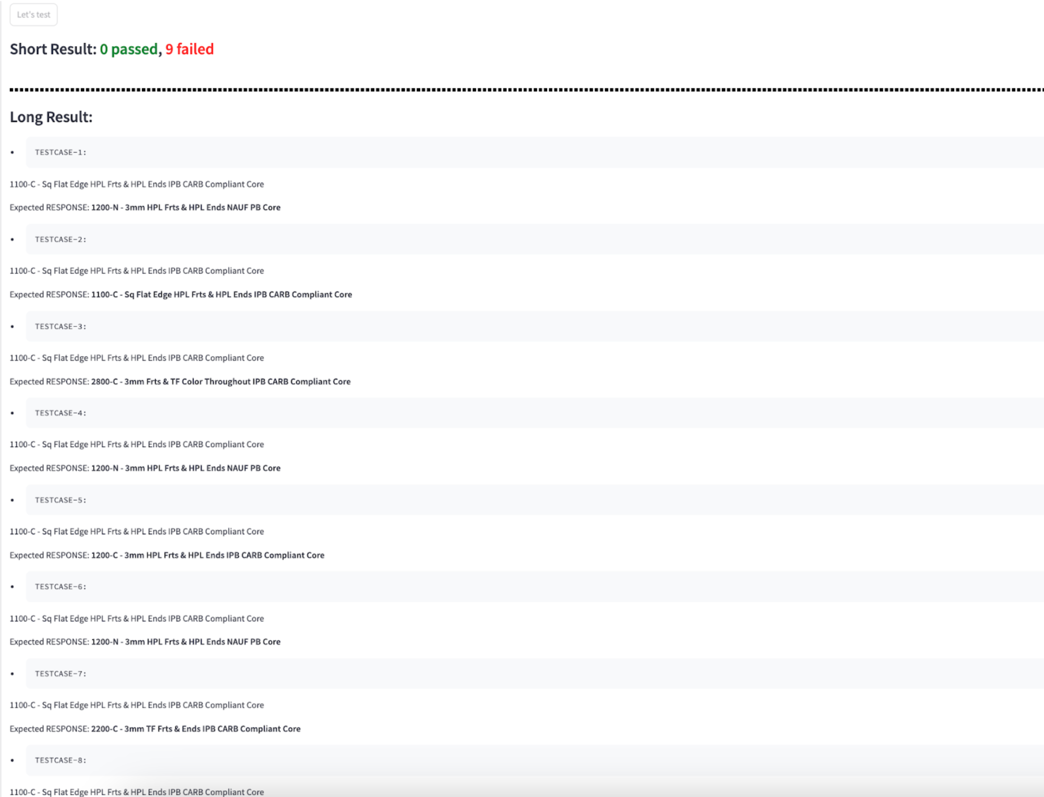 Let's test
Short Result: 0 passed, 9 failed
Long Result:
• TESTCASE-1:
1100-C - Sq Flat Edge HPL Frts & HPL Ends IPB CARB Compliant Core
Expected RESPONSE: 1200-N - 3mm HPL Frts & HPL Ends NAUF PB Core
• TESTCASE-2:
1100-C - Sq Flat Edge HPL Frts & HPL Ends IPB CARB Compliant Core
Expected RESPONSE: 1100-C - Sq Flat Edge HPL Frts & HPL Ends IPB CARB Compliant Core
• TESTCASE-3:
1100-C - Sq Flat Edge HPL Frts & HPL Ends IPB CARB Compliant Core
Expected RESPONSE: 2800-C - 3mm Frts & TF Color Throughout IPB CARB Compliant Core
• TESTCASE-4:
1100-C - Sq Flat Edge HPL Frts & HPL Ends IPB CARB Compliant Core
Expected RESPONSE: 1200-N - 3mm HPL Frts & HPL Ends NAUF PB Core
• TESTCASE-5:
1100-C - Sq Flat Edge HPL Frts & HPL Ends IPB CARB Compliant Core
Expected RESPONSE: 1200-C - 3mm HPL Frts & HPL Ends IPB CARB Compliant Core
• TESTCASE-6:
1100-C - Sq Flat Edge HPL Frts & HPL Ends IPB CARB Compliant Core
Expected RESPONSE: 1200-N - 3mm HPL Frts & HPL Ends NAUF PB Core
• TESTCASE-7:
1100-C - Sq Flat Edge HPL Frts & HPL Ends IPB CARB Compliant Core
Expected RESPONSE: 2200-C - 3mm TF Frts & Ends IPB CARB Compliant Core
• TESTCASE-8:
1100-C - Sq Flat Edge HPL Frts & HPL Ends IPB CARB Compliant Core